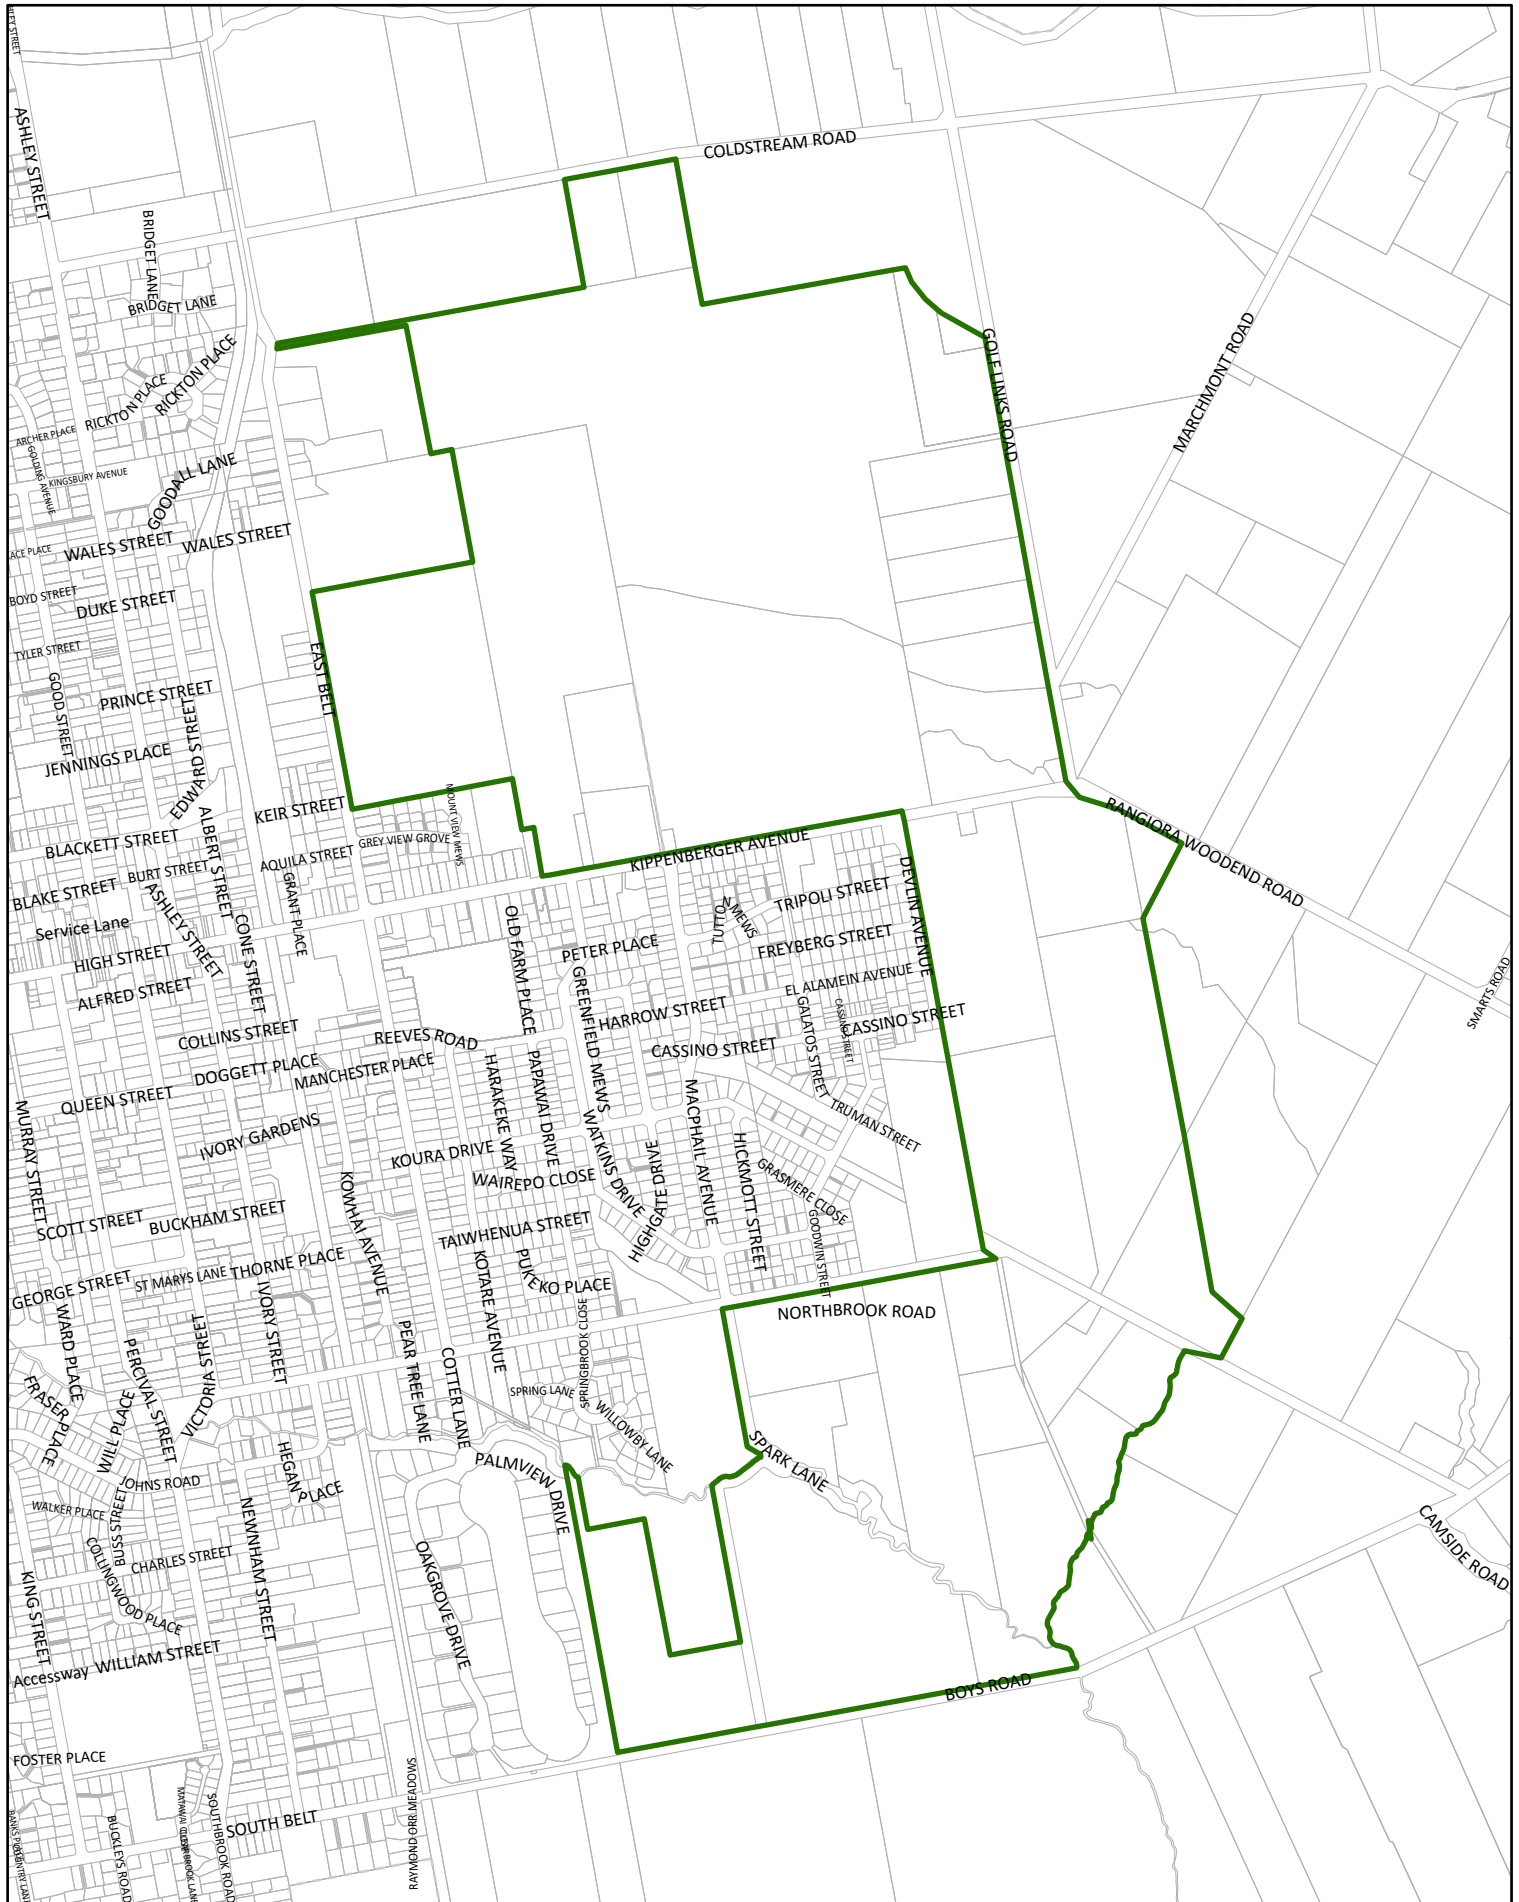 ASHLEY STREET
COLDSTREAM ROAD
BRIDGET LANE
BRIDGET LANE
RICKTON PLACE
RICKTON PLACE
ARCHER PLACE
GOLDING AVENUE
KINGSBURY AVENUE
GOODALL LANE
GOLF LINKS ROAD
MARCHMONT ROAD
ACE PLACE
WALES STREET
WALES STREET
BOYD STREET
DUKE STREET
TYLER STREET
GOOD STREET
PRINCE STREET
EAST BELT
JENNINGS PLACE
EDWARD STREET
KEIR STREET
MOUNT VIEW MEWS
GREY VIEW GROVE
BLACKETT STREET
ALBERT STREET
AQUILA STREET
KIPPENBERGER AVENUE
RANGIORA WOODEND ROAD
BLAKE STREET
BURT STREET
ASHLEY STREET
GRANT PLACE
CONE STREET
Service Lane
HIGH STREET
ALFRED STREET
OLD FARM PLACE
PETER PLACE
TUTTON MEWS
TRIPOLI STREET
DEVLIN AVENUE
FREYBERG STREET
EL ALAMEIN AVENUE
GREENFIELD MEWS
HARROW STREET
GALATOS STREET
CASSINO STREET
CASSINO STREET
CASSINO STREET
SMARTS ROAD
COLLINS STREET
REEVES ROAD
DOGGETT PLACE
MANCHESTER PLACE
QUEEN STREET
HARAKEKE WAY
PAPAWAI DRIVE
MURRAY STREET
IVORY GARDENS
KOURA DRIVE
WATKINS DRIVE
MACPHAIL AVENUE
HICKMOTT STREET
TRUMAN STREET
WAIREPO CLOSE
HIGHGATE DRIVE
GRASMERE CLOSE
GOODWIN STREET
KOWHAI AVENUE
SCOTT STREET
BUCKHAM STREET
TAIWHENUA STREET
THORNE PLACE
ST MARYS LANE
GEORGE STREET
KOTARE AVENUE
PUKEKO PLACE
IVORY STREET
NORTHBROOK ROAD
WARD PLACE
PERCIVAL STREET
VICTORIA STREET
PEAR TREE LANE
COTTER LANE
SPRINGBROOK CLOSE
SPRING LANE
WILLOWBY LANE
FRASER PLACE
WILL PLACE
HEGAN PLACE
PALMVIEW DRIVE
SPARK LANE
JOHNS ROAD
WALKER PLACE
BUSS STREET
NEWNHAM STREET
OAKGROVE DRIVE
CAMSIDE ROAD
CHARLES STREET
COLLINGWOOD PLACE
KING STREET
WILLIAM STREET
Accessway
BOYS ROAD
FOSTER PLACE
RAYMOND ORR MEADOWS
SOUTH BELT
SOUTHBROOK ROAD
BUCKLEYS ROAD